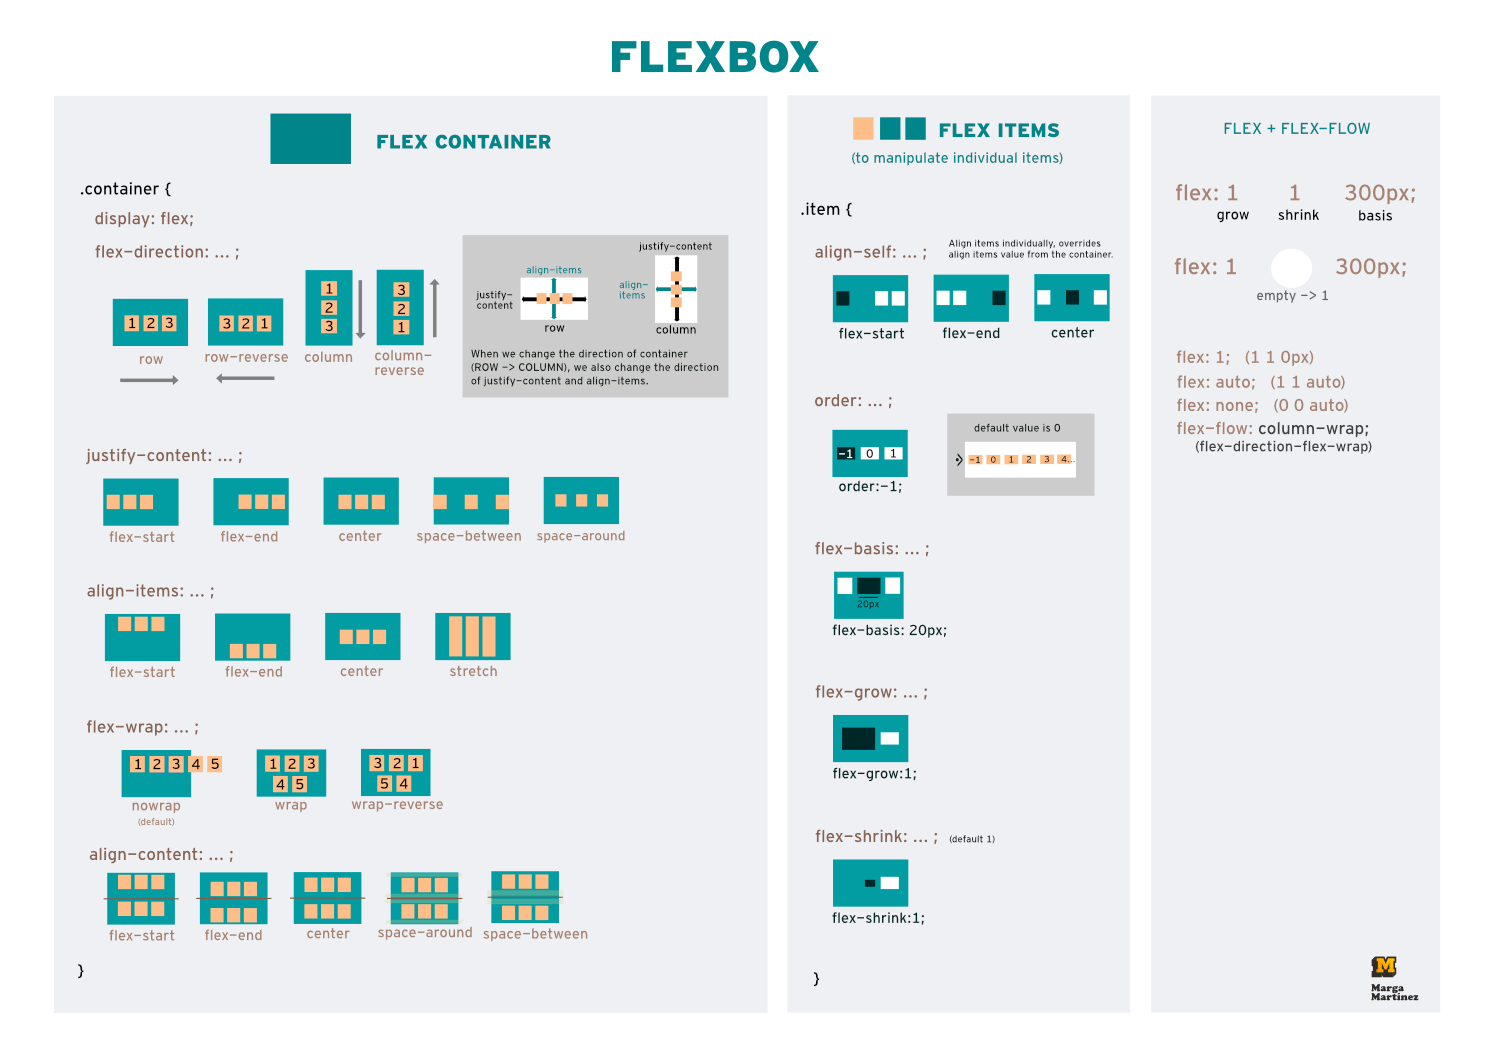 FLEXBOX
FLEX CONTAINER
.container {
display: flex;
flex-direction: ... ;
1 2 3
row
3 2 1
row-reverse
1
2
3
column
3
2
1
column-
reverse
align-items
justify-
content
row
justify-content
align-
items
column
When we change the direction of container
(ROW -> COLUMN), we also change the direction
of justify-content and align-items.
justify-content: ... ;
flex-start
flex-end
center
space-between
space-around
align-items: ... ;
flex-start
flex-end
center
stretch
flex-wrap: ... ;
1 2 3 4 5
nowrap
(default)
1 2 3
4 5
wrap
3 2 1
5 4
wrap-reverse
align-content: ... ;
flex-start
flex-end
center
space-around
space-between
}
FLEX ITEMS
(to manipulate individual items)
.item {
align-self: ... ;
Align items individually, overrides
align items value from the container.
flex-start
flex-end
center
order: ... ;
-1 0 1
order:-1;
default value is 0
-1 0 1 2 3 4...
flex-basis: ... ;
20px
flex-basis: 20px;
flex-grow: ... ;
flex-grow:1;
flex-shrink: ... ; (default 1)
flex-shrink:1;
}
FLEX + FLEX-FLOW
flex: 1 1 300px;
grow shrink basis
flex: 1 300px;
empty -> 1
flex: 1; (1 1 0px)
flex: auto; (1 1 auto)
flex: none; (0 0 auto)
flex-flow: column-wrap;
(flex-direction-flex-wrap)
M
Marga
Martinez